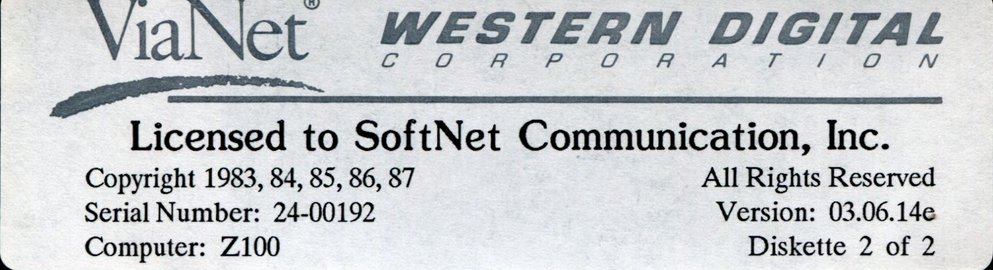 ViaNet® WESTERN DIGITAL
CORPORATION
Licensed to SoftNet Communication, Inc.
Copyright 1983, 84, 85, 86, 87 All Rights Reserved
Serial Number: 24-00192 Version: 03.06.14e
Computer: Z100 Diskette 2 of 2